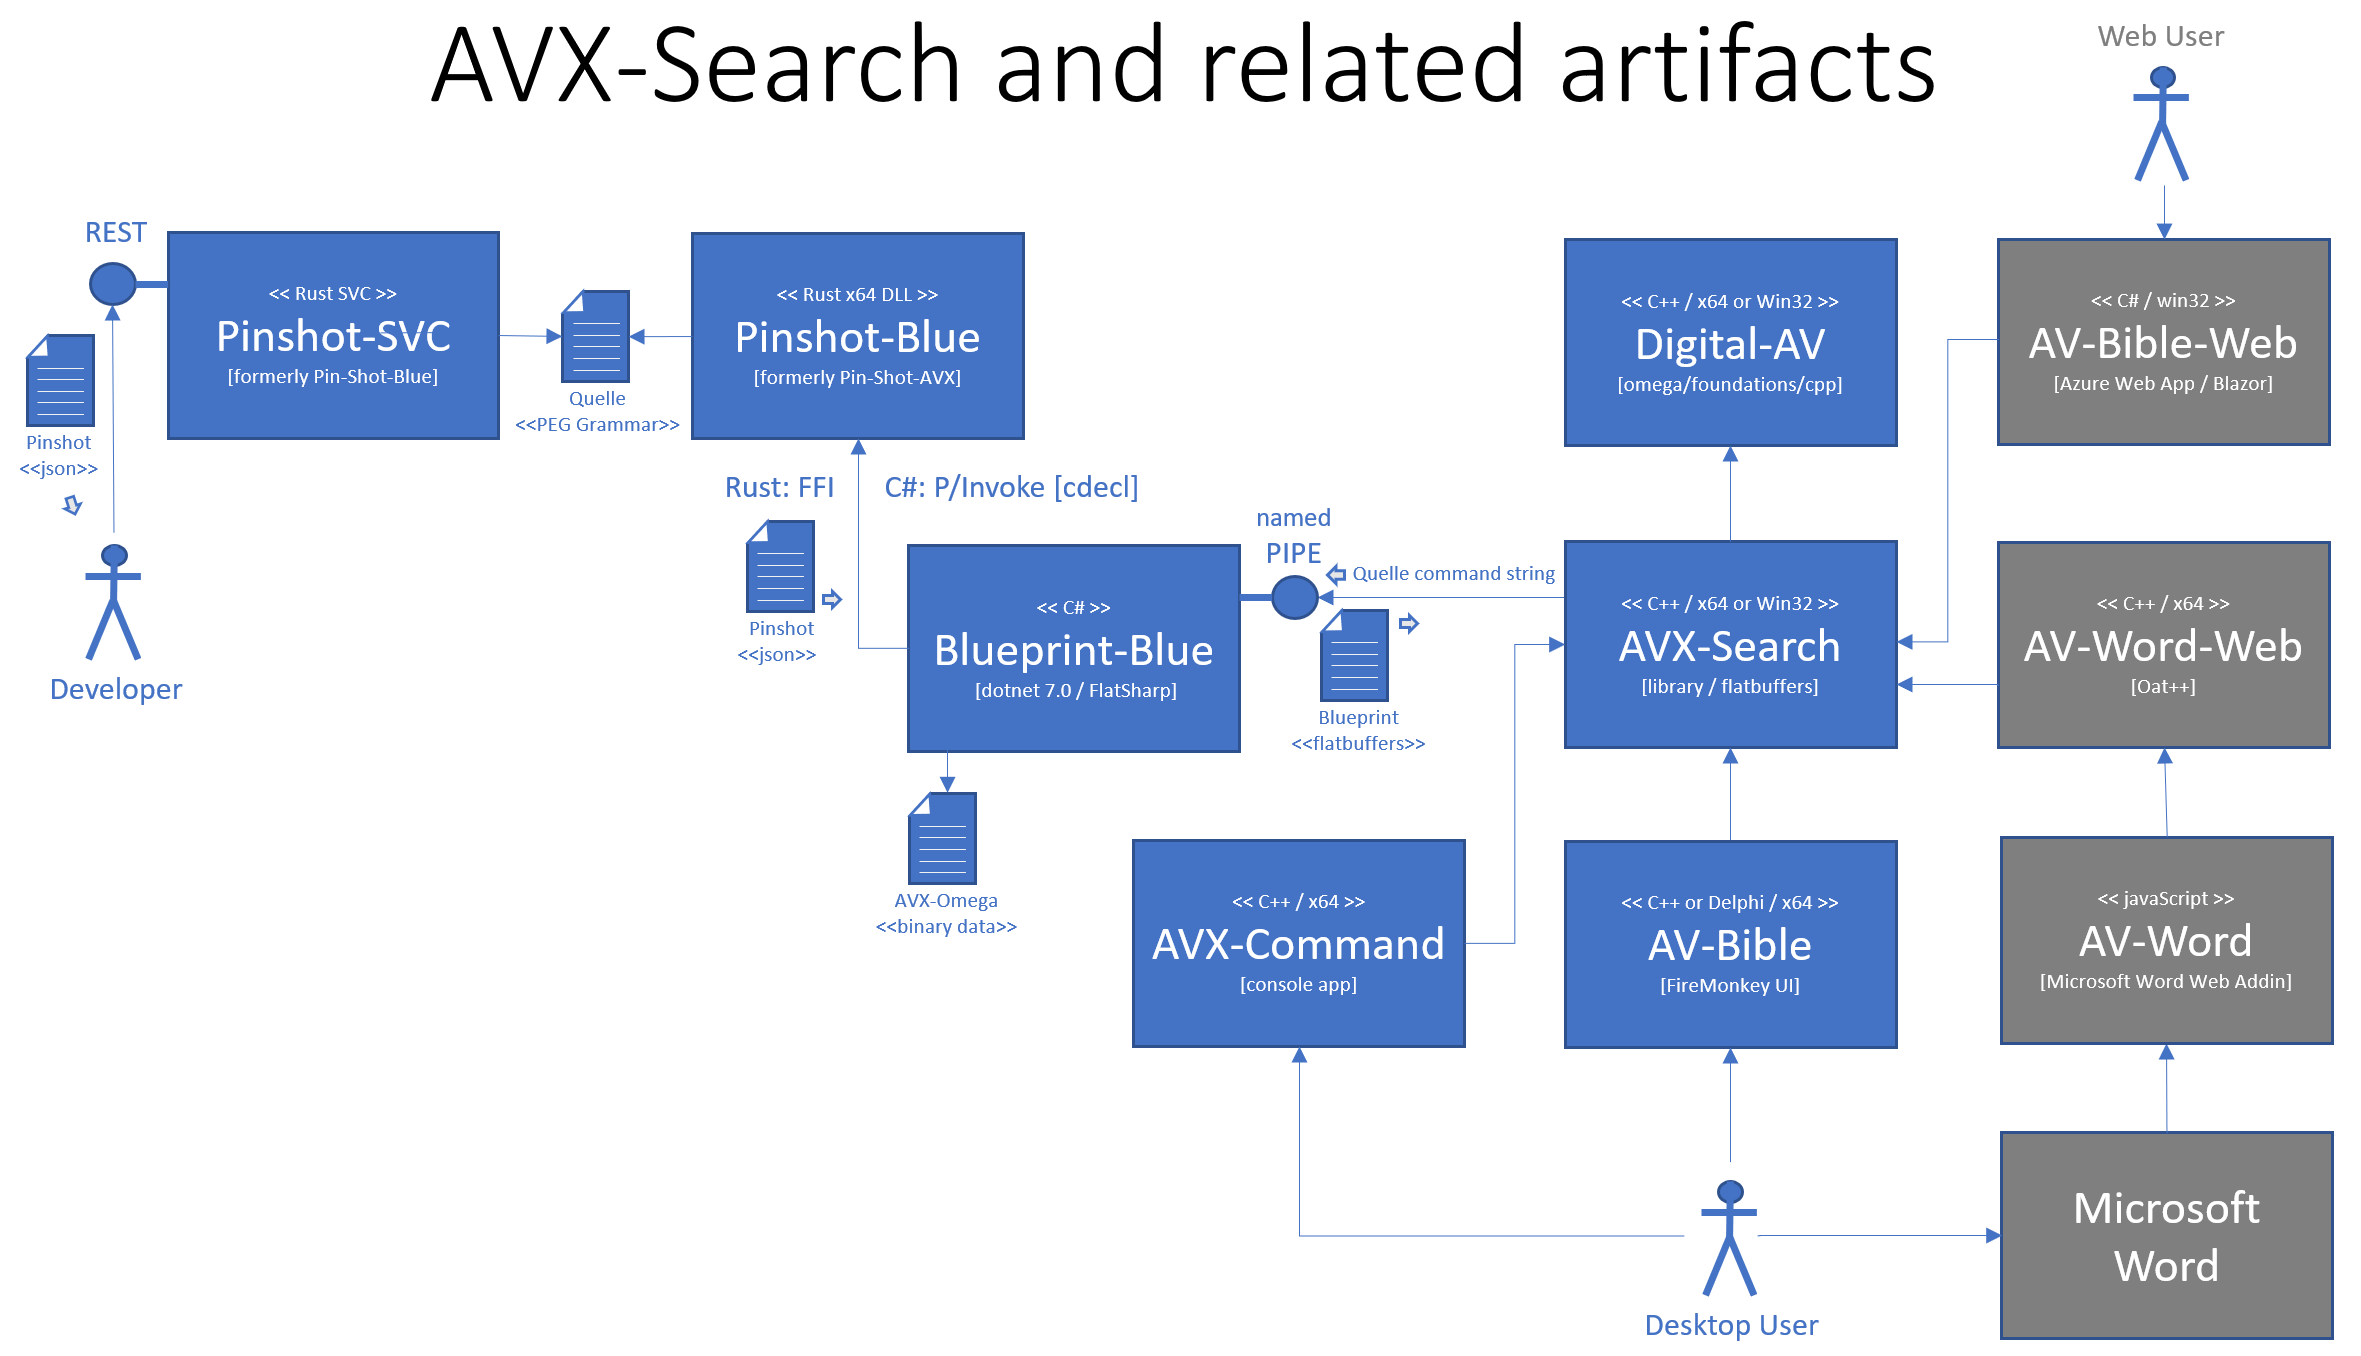 AVX-Search and related artifacts
Web User
REST
<< Rust SVC >>
Pinshot-SVC
[formerly Pin-Shot-Blue]
<< Rust x64 DLL >>
Pinshot-Blue
[formerly Pin-Shot-AVX]
Quelle
<<PEG Grammar>>
<< C++ / x64 or Win32 >>
Digital-AV
[omega/foundations/cpp]
<< C# / win32 >>
AV-Bible-Web
[Azure Web App / Blazor]
Pinshot
<<json>>
Developer
Rust: FFI
C#: P/Invoke [cdecl]
Pinshot
<<json>>
<< C# >>
Blueprint-Blue
[dotnet 7.0 / FlatSharp]
named
PIPE
Quelle command string
Blueprint
<<flatbuffers>>
<< C++ / x64 or Win32 >>
AVX-Search
[library / flatbuffers]
<< C++ / x64 >>
AV-Word-Web
[Oat++]
AVX-Omega
<<binary data>>
<< C++ / x64 >>
AVX-Command
[console app]
<< C++ or Delphi / x64 >>
AV-Bible
[FireMonkey UI]
<< javaScript >>
AV-Word
[Microsoft Word Web Addin]
Desktop User
Microsoft
Word